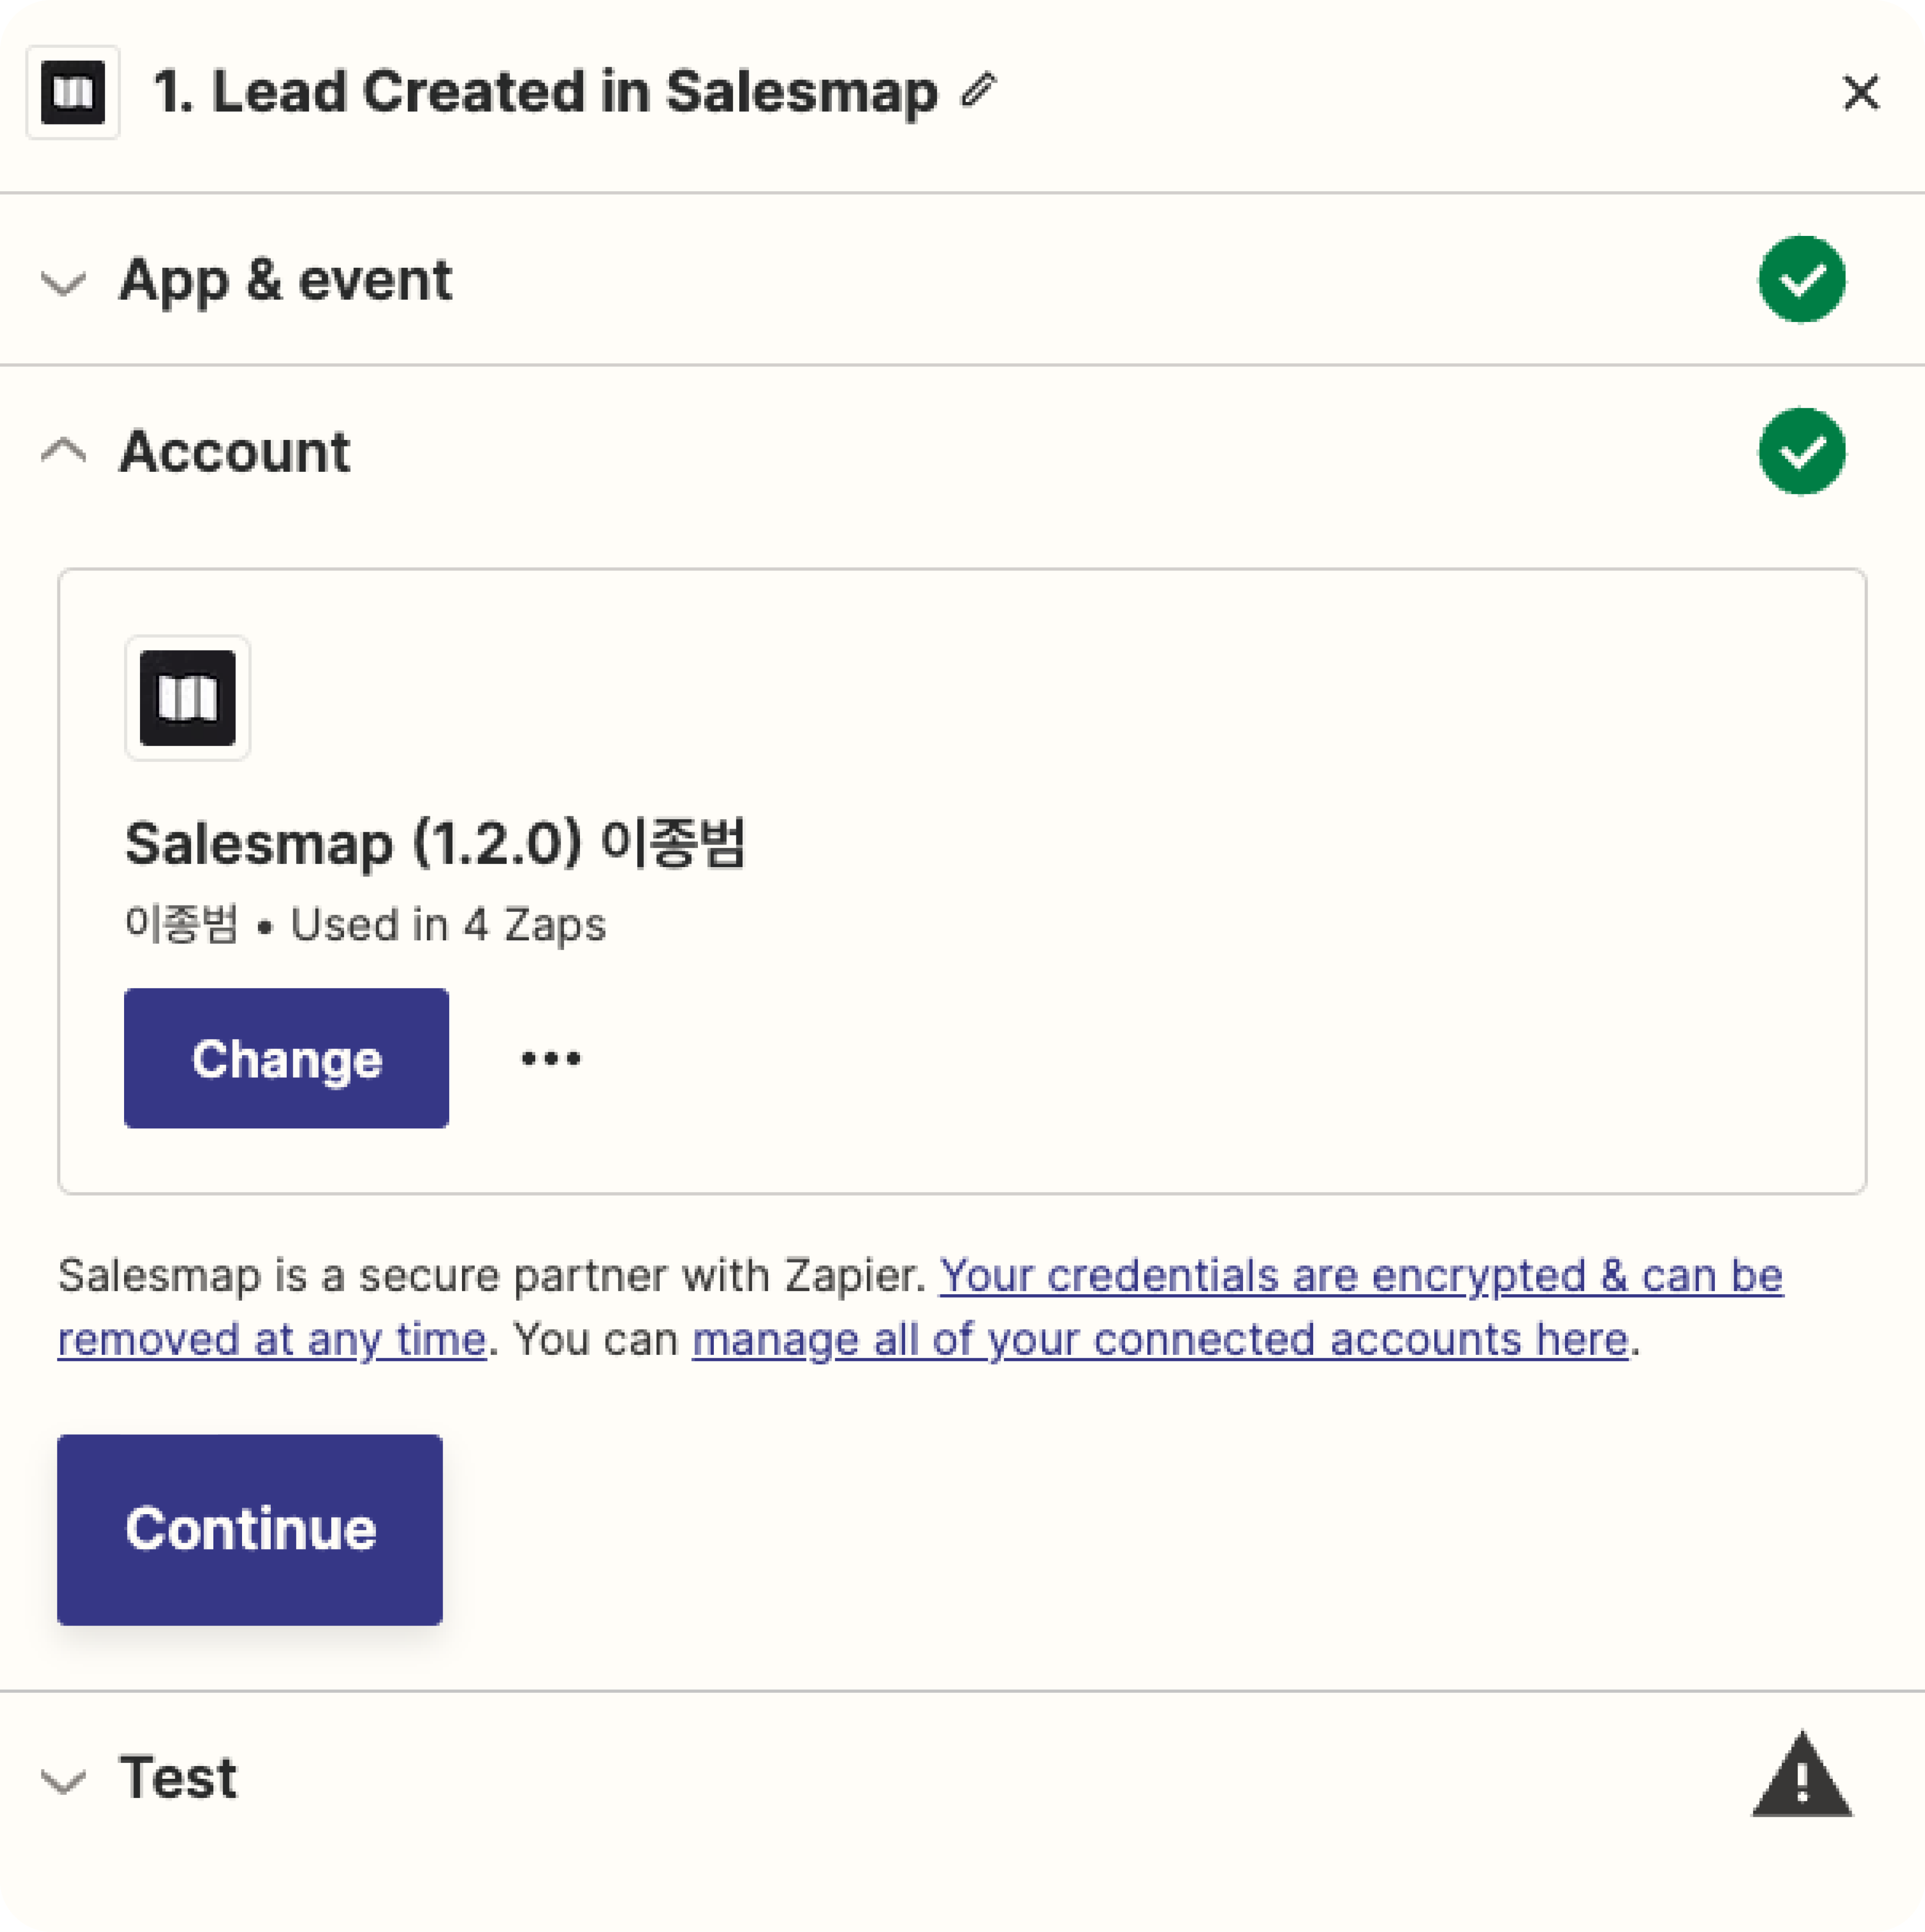 1. Lead Created in Salesmap
App & event
Account
Salesmap (1.2.0) 이종범
이종범 • Used in 4 Zaps
Change
Salesmap is a secure partner with Zapier. Your credentials are encrypted & can be
removed at any time. You can manage all of your connected accounts here.
Continue
Test